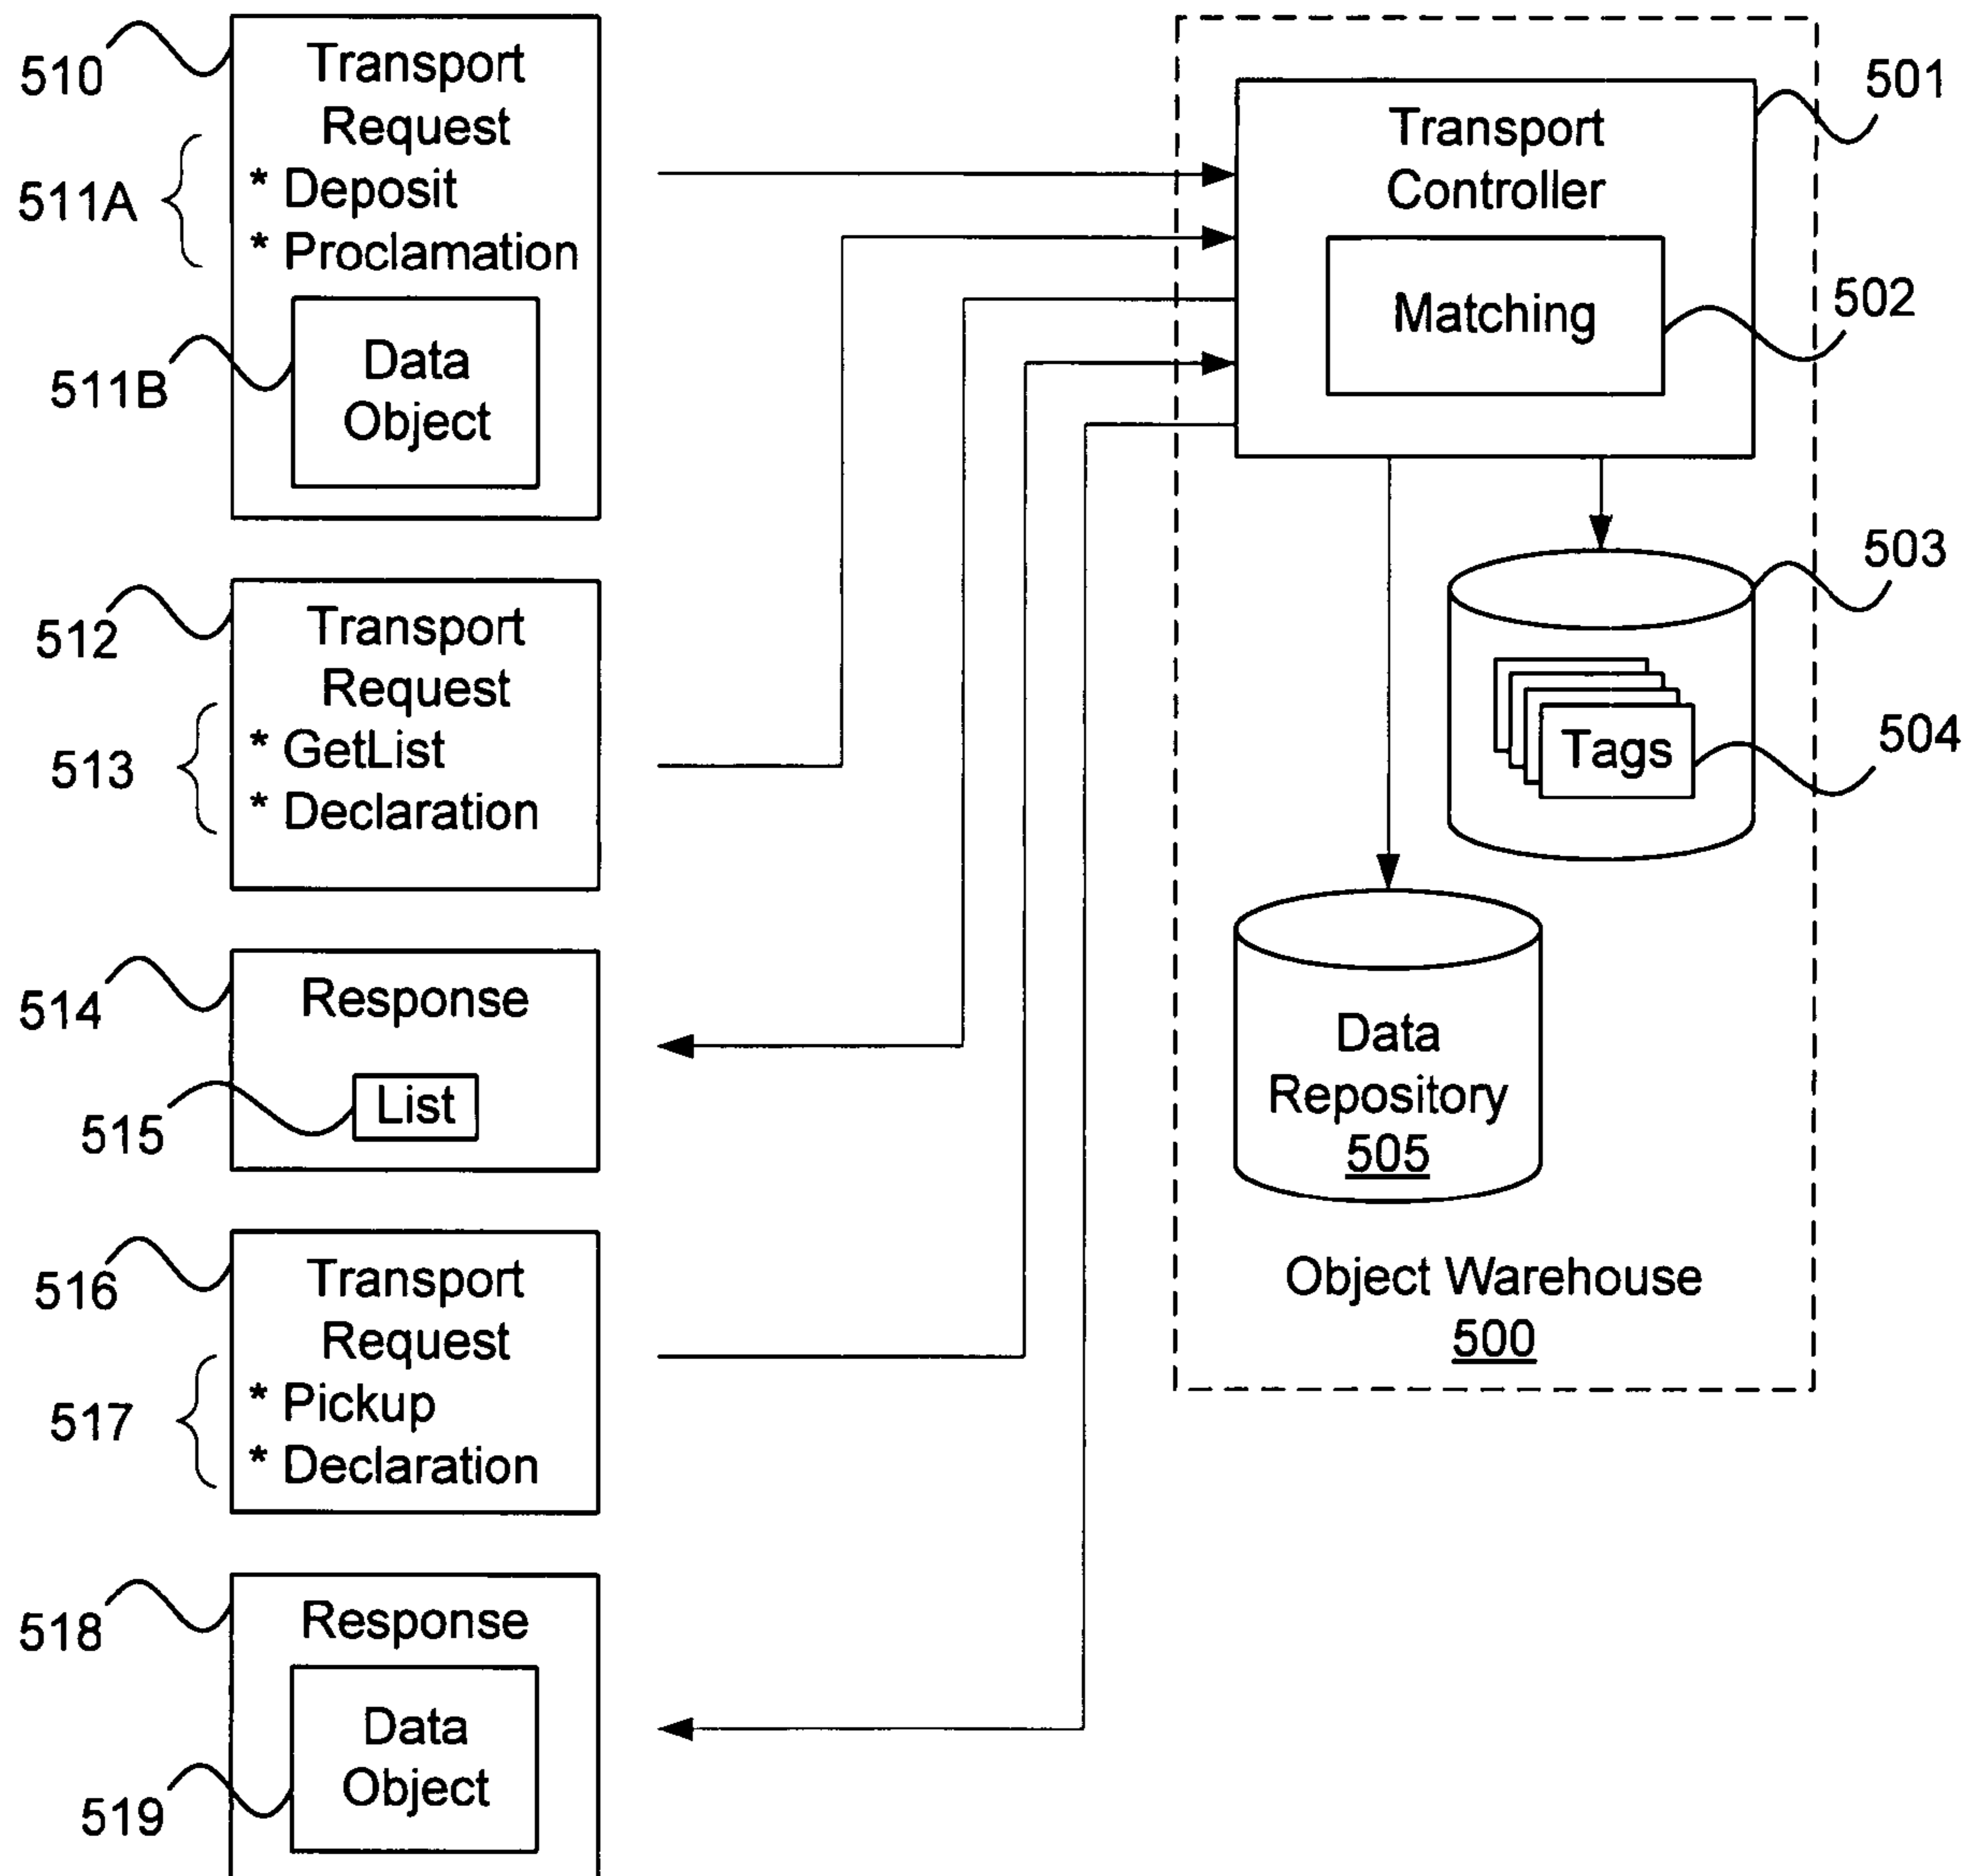 510
Transport
Request
511A
* Deposit
* Proclamation
511B
Data
Object
512
Transport
Request
513
* GetList
* Declaration
514
Response
515
List
516
Transport
Request
517
* Pickup
* Declaration
518
Response
519
Data
Object
501
Transport
Controller
502
Matching
503
504
Tags
Data
Repository
505
Object Warehouse
500